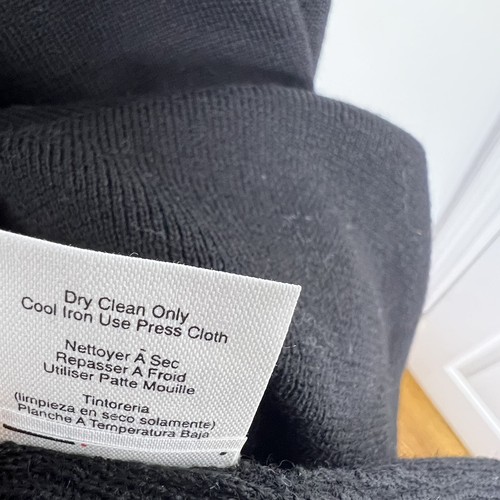 Dry Clean Only
Cool Iron Use Press Cloth
Nettoyer À Sec
Repasser A Froid
Utiliser Patte Mouille
Tintoreria
(limpieza en seco solamente)
Planche A Temperatura Baja